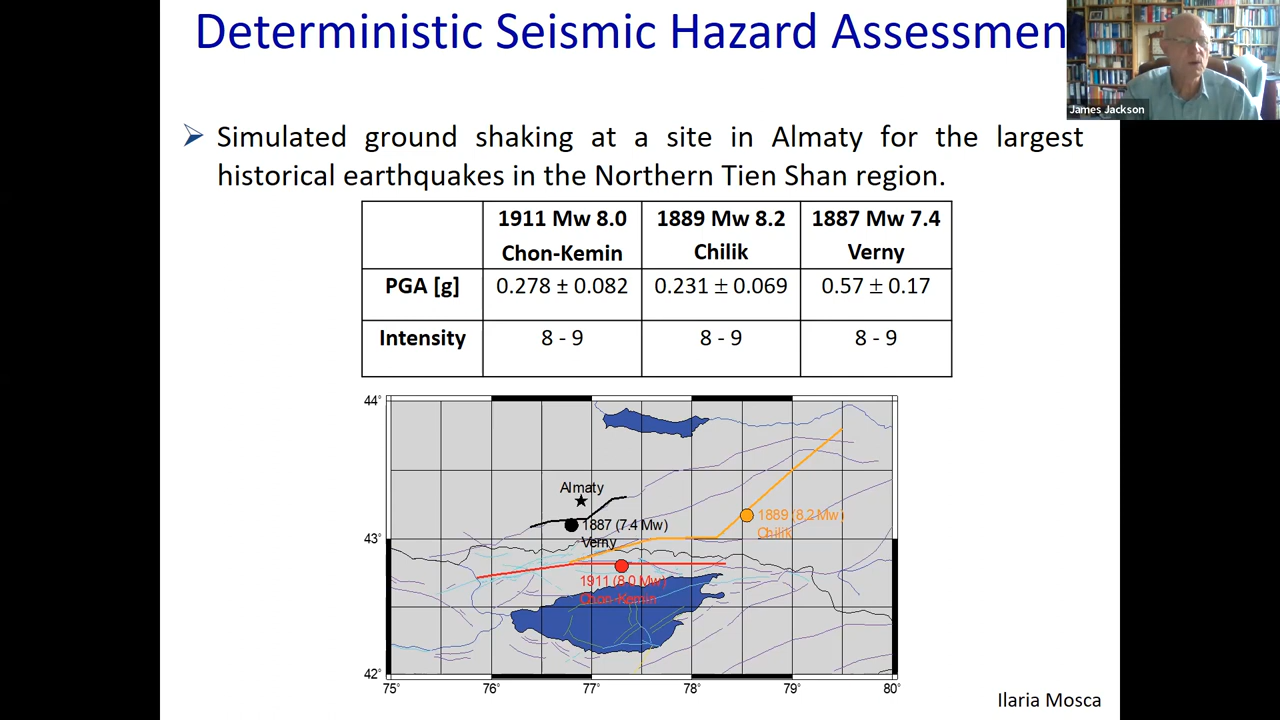 Deterministic Seismic Hazard Assessmen
James Jackson
Simulated ground shaking at a site in Almaty for the largest
historical earthquakes in the Northern Tien Shan region.
1911 Mw 8.0 1889 Mw 8.2 1887 Mw 7.4
Chon-Kemin Chilik Verny
PGA [g] 0.278 ± 0.082 0.231 ± 0.069 0.57 ± 0.17
Intensity 8 - 9 8 - 9 8 - 9
44°
Almaty
1889 (8.2 Mw)
1887 (7.4 Mw)
Chilik
43°
Verny
1911 (8.0 Mw)
Chon-Kemin
42°
75° 76° 77° 78° 79° 80°
Ilaria Mosca